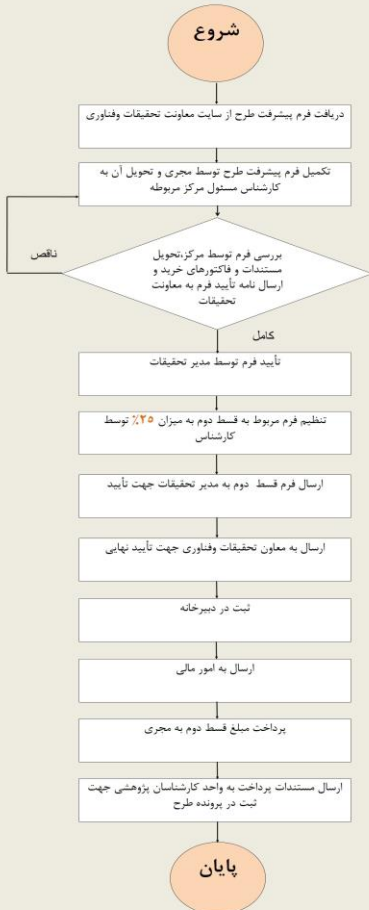 شروع
دریافت فرم پیشرفت طرح از سایت معاونت تحقیقات وفناوری
تکمیل فرم پیشرفت طرح توسط مجری و تحویل آن به
کارشناس مسئول مرکز مربوطه
ناقص
بررسی فرم توسط مرکز،تحویل
مستندات و فاکتورهای خرید و
ارسال نامه تأیید فرم به معاونت
تحقیقات
کامل
تأیید فرم توسط مدیر تحقیقات
تنظیم فرم مربوط به قسط دوم به میزان ۲۵٪ توسط
کارشناس
ارسال فرم قسط دوم به مدیر تحقیقات جهت تأیید
ارسال به معاون تحقیقات وفناوری جهت تأیید نهایی
ثبت در دبیرخانه
ارسال به امور مالی
پرداخت مبلغ قسط دوم به مجری
ارسال مستندات پرداخت به واحد کارشناسان پژوهشی جهت
ثبت در پرونده طرح
پایان